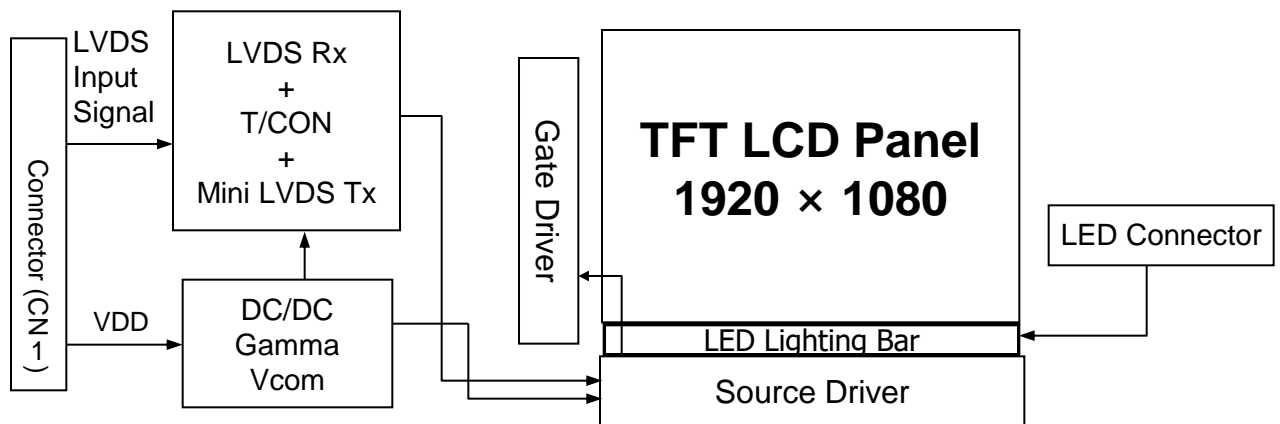 LVDS
Input
Signal
Connector (CN1)
VDD
LVDS Rx
+
T/CON
+
Mini LVDS Tx
DC/DC
Gamma
Vcom
Gate Driver
TFT LCD Panel
1920 × 1080
LED Lighting Bar
Source Driver
LED Connector